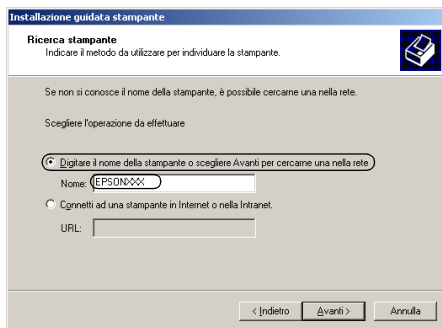 Installazione guidata stampante
Ricerca stampante
Indicare il metodo da utilizzare per individuare la stampante.
Se non si conosce il nome della stampante, è possibile cercarne una nella rete.
Scegliere l'operazione da effettuare
Digitare il nome della stampante o scegliere Avanti per cercarne una nella rete
Nome: EPSONXXX
Connetti ad una stampante in Internet o nella Intranet.
URL:
< Indietro Avanti > Annulla